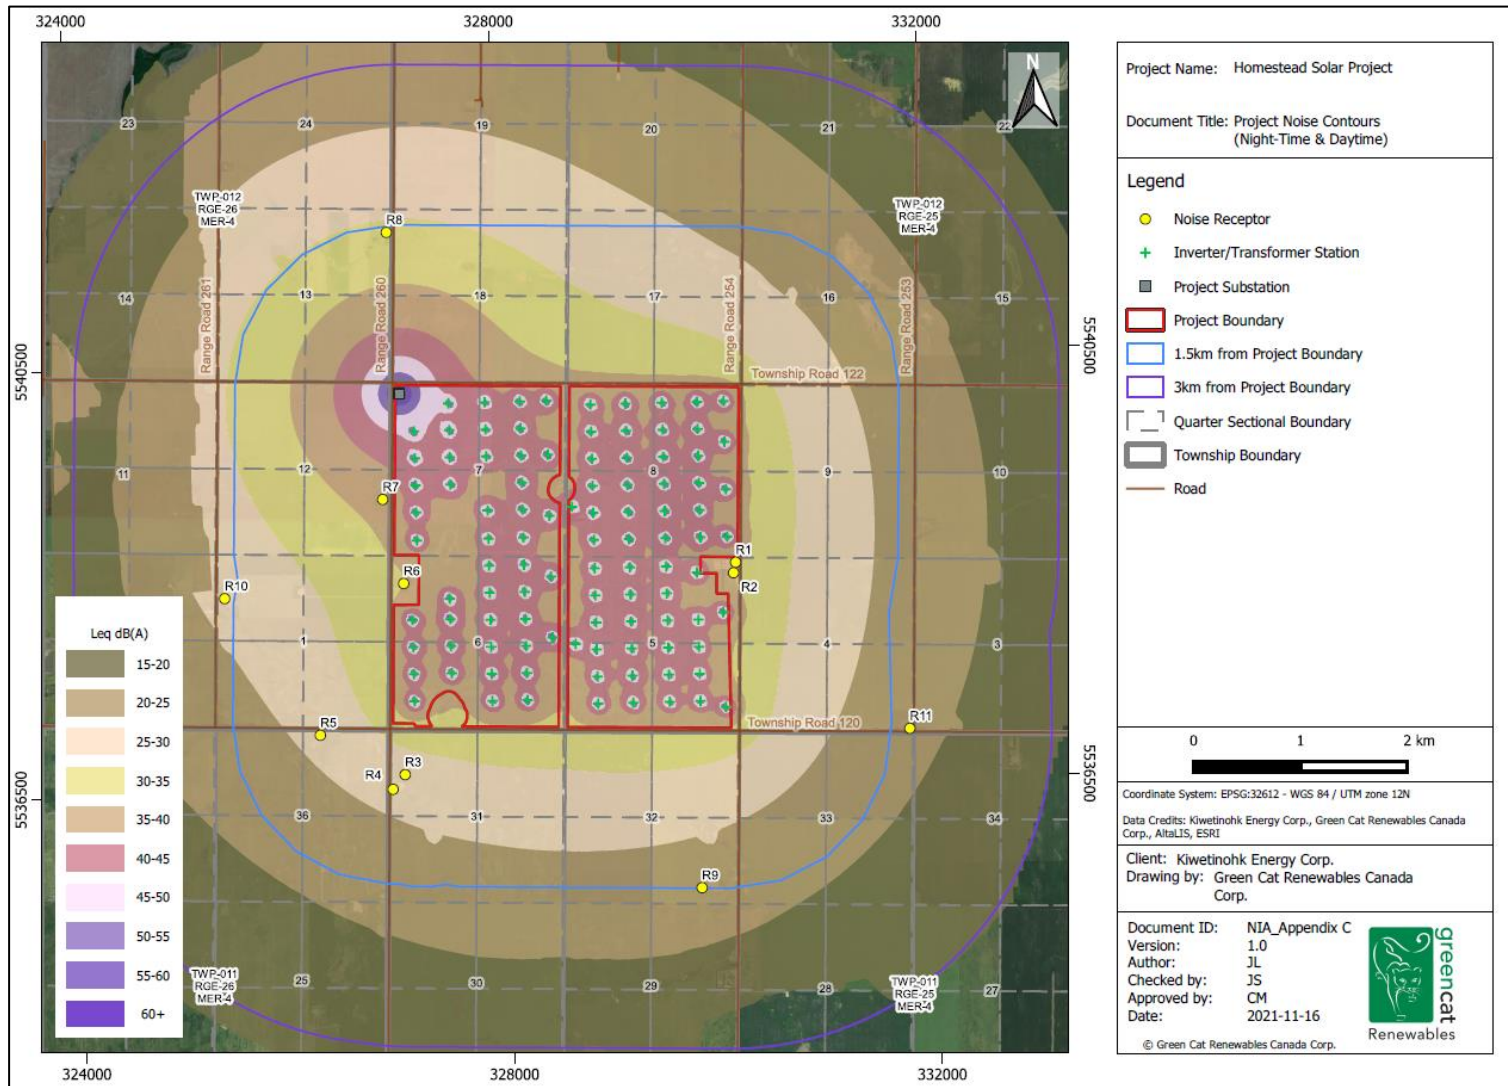 324000
328000
332000
N
23
24
19
20
21
22
TWP-012
RGE-26
MER-4
TWP-012
RGE-25
MER-4
R8
Range Road 261
Range Road 260
Range Road 254
Range Road 253
14
13
18
17
16
15
5540500
5540500
Township Road 122
11
12
7
8
9
10
R7
R1
R6
R2
R10
1
6
5
4
3
Township Road 120
R5
R11
R3
R4
36
31
32
33
34
5536500
5536500
R9
TWP-011
RGE-26
MER-4
25
30
29
28
27
TWP-011
RGE-25
MER-4
324000
328000
332000
Leq dB(A)
15-20
20-25
25-30
30-35
35-40
40-45
45-50
50-55
55-60
60+
Project Name: Homestead Solar Project
Document Title: Project Noise Contours
(Night-Time & Daytime)
Legend
Noise Receptor
Inverter/Transformer Station
Project Substation
Project Boundary
1.5km from Project Boundary
3km from Project Boundary
Quarter Sectional Boundary
Township Boundary
Road
0 1 2 km
Coordinate System: EPSG:32612 - WGS 84 / UTM zone 12N
Data Credits: Kiwetinohk Energy Corp., Green Cat Renewables Canada
Corp., AltaLIS, ESRI
Client: Kiwetinohk Energy Corp.
Drawing by: Green Cat Renewables Canada
Corp.
Document ID: NIA_Appendix C
Version: 1.0
Author: JL
Checked by: JS
Approved by: CM
Date: 2021-11-16
greencat
Renewables
© Green Cat Renewables Canada Corp.